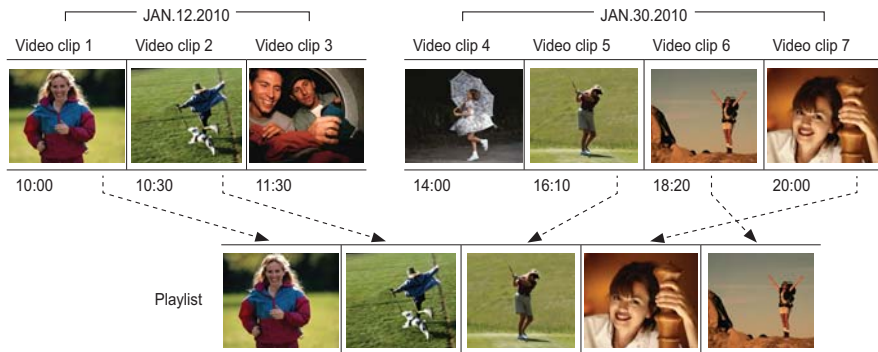 JAN.12.2010 JAN.30.2010
Video clip 1 Video clip 2 Video clip 3 Video clip 4 Video clip 5 Video clip 6 Video clip 7
10:00 10:30 11:30 14:00 16:10 18:20 20:00
Playlist